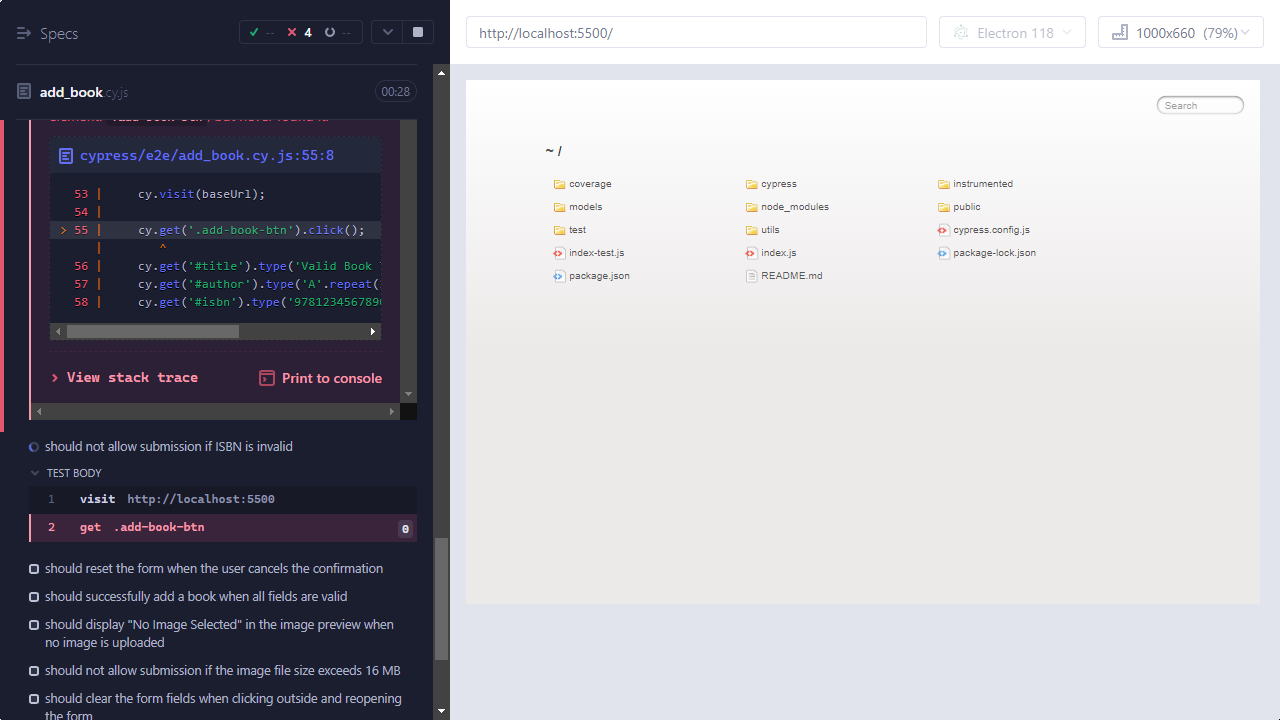 Specs
-- 4 --
add_book.cy.js
00:28
cypress/e2e/add_book.cy.js:55:8
53 | cy.visit(baseUrl);
54 |
> 55 | cy.get('.add-book-btn').click();
| ^
56 | cy.get('#title').type('Valid Book
57 | cy.get('#author').type('A'.repeat(
58 | cy.get('#isbn').type('978123456789
View stack trace
Print to console
should not allow submission if ISBN is invalid
TEST BODY
1 visit http://localhost:5500
2 get .add-book-btn 0
should reset the form when the user cancels the confirmation
should successfully add a book when all fields are valid
should display "No Image Selected" in the image preview when
no image is uploaded
should not allow submission if the image file size exceeds 16 MB
should clear the form fields when clicking outside and reopening
the form
http://localhost:5500/
Electron 118
1000x660 (79%)
Search
~ /
coverage
cypress
instrumented
models
node_modules
public
test
utils
cypress.config.js
index-test.js
index.js
package-lock.json
package.json
README.md